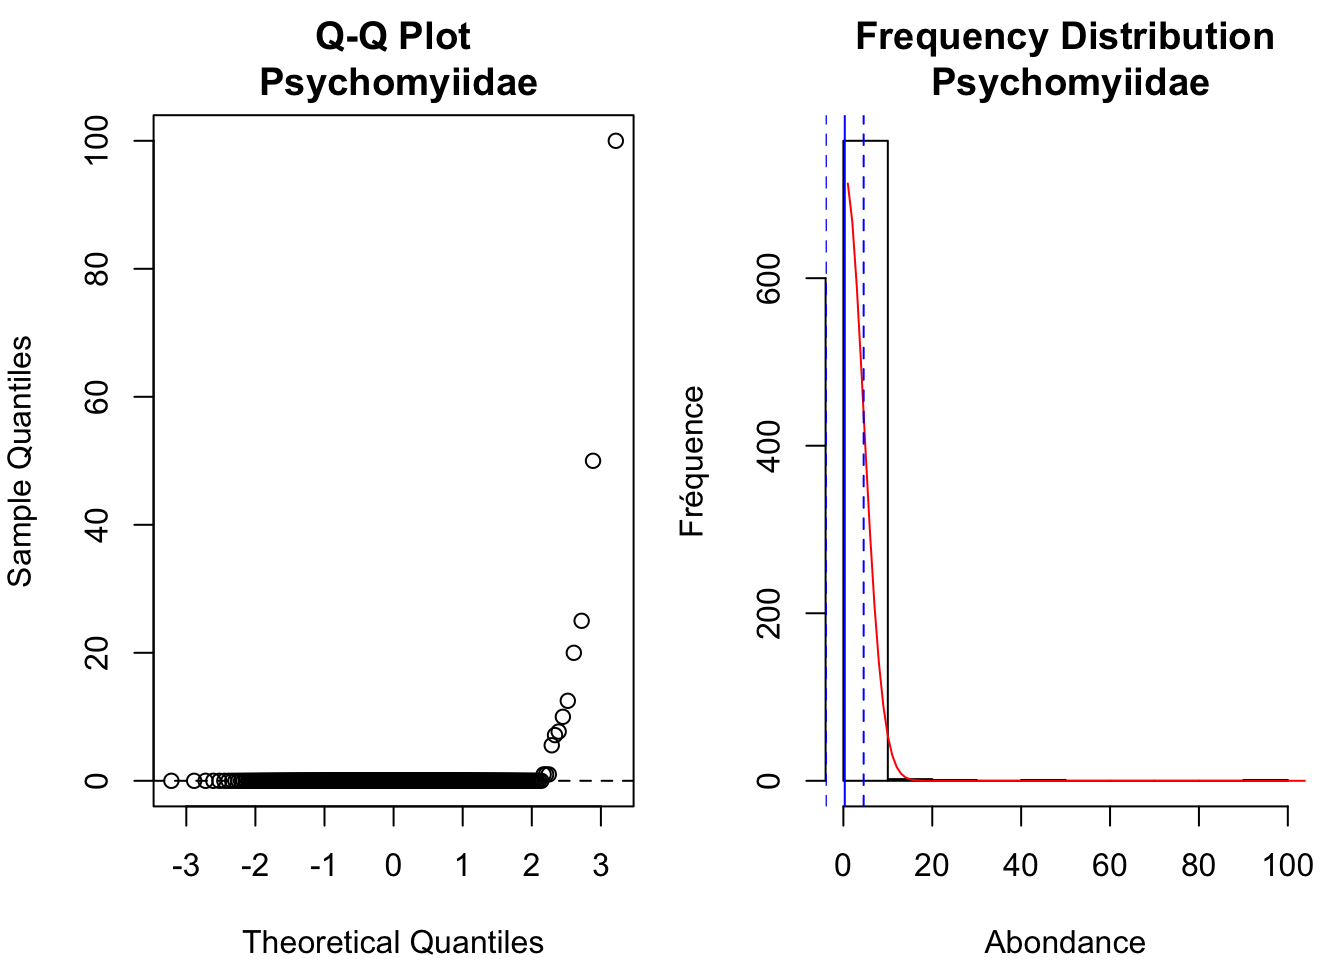 Q-Q Plot
Psychomyiidae
Sample Quantiles
100
80
60
40
20
0
-3 -2 -1 0 1 2 3
Theoretical Quantiles
Frequency Distribution
Psychomyiidae
Fréquence
600
400
200
0
0 20 40 60 80 100
Abondance